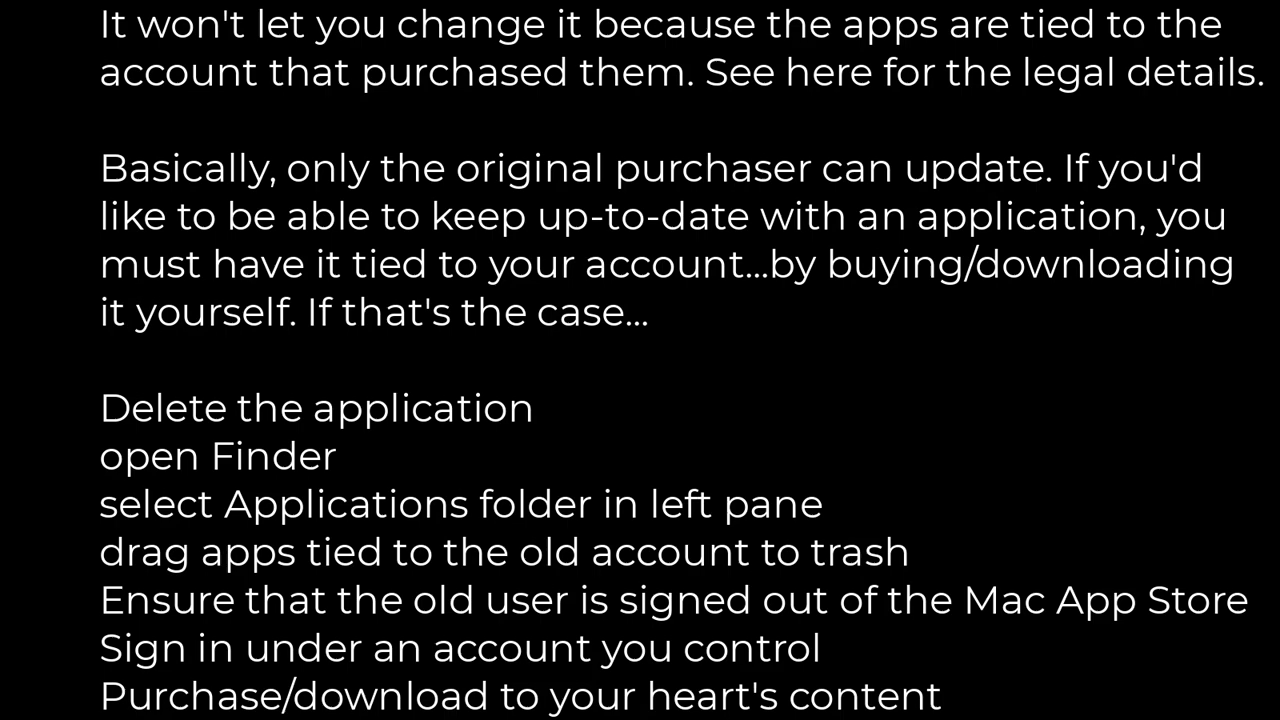 It won't let you change it because the apps are tied to the
account that purchased them. See here for the legal details.
Basically, only the original purchaser can update. If you'd
like to be able to keep up-to-date with an application, you
must have it tied to your account...by buying/downloading
it yourself. If that's the case...
Delete the application
open Finder
select Applications folder in left pane
drag apps tied to the old account to trash
Ensure that the old user is signed out of the Mac App Store
Sign in under an account you control
Purchase/download to your heart's content